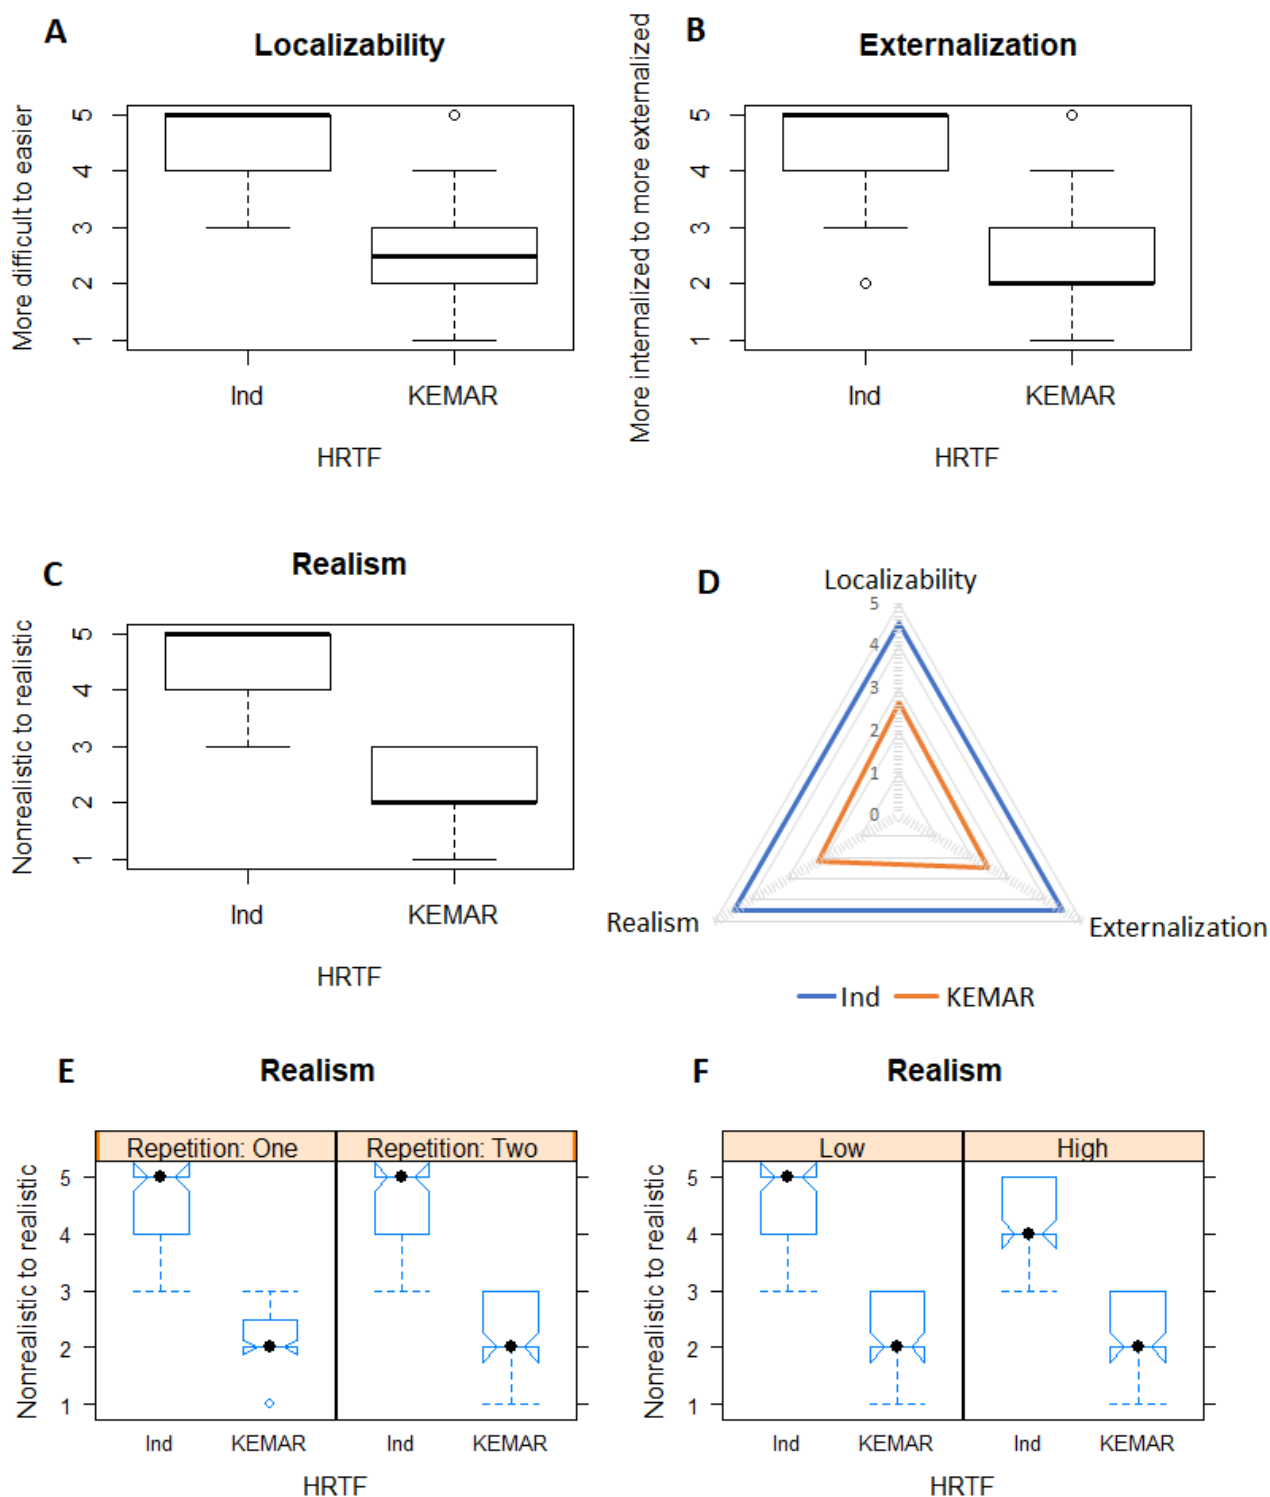 A
Localizability
More difficult to easier
5
4
3
2
1
Ind
KEMAR
HRTF
B
Externalization
More internalized to more externalized
5
4
3
2
1
Ind
KEMAR
HRTF
C
Realism
Nonrealistic to realistic
5
4
3
2
1
Ind
KEMAR
HRTF
D
Localizability
5
4
3
2
1
0
Realism
Externalization
Ind
KEMAR
E
Realism
Repetition: One
Repetition: Two
Nonrealistic to realistic
5
4
3
2
1
Ind
KEMAR
Ind
KEMAR
HRTF
F
Realism
Low
High
Nonrealistic to realistic
5
4
3
2
1
Ind
KEMAR
Ind
KEMAR
HRTF